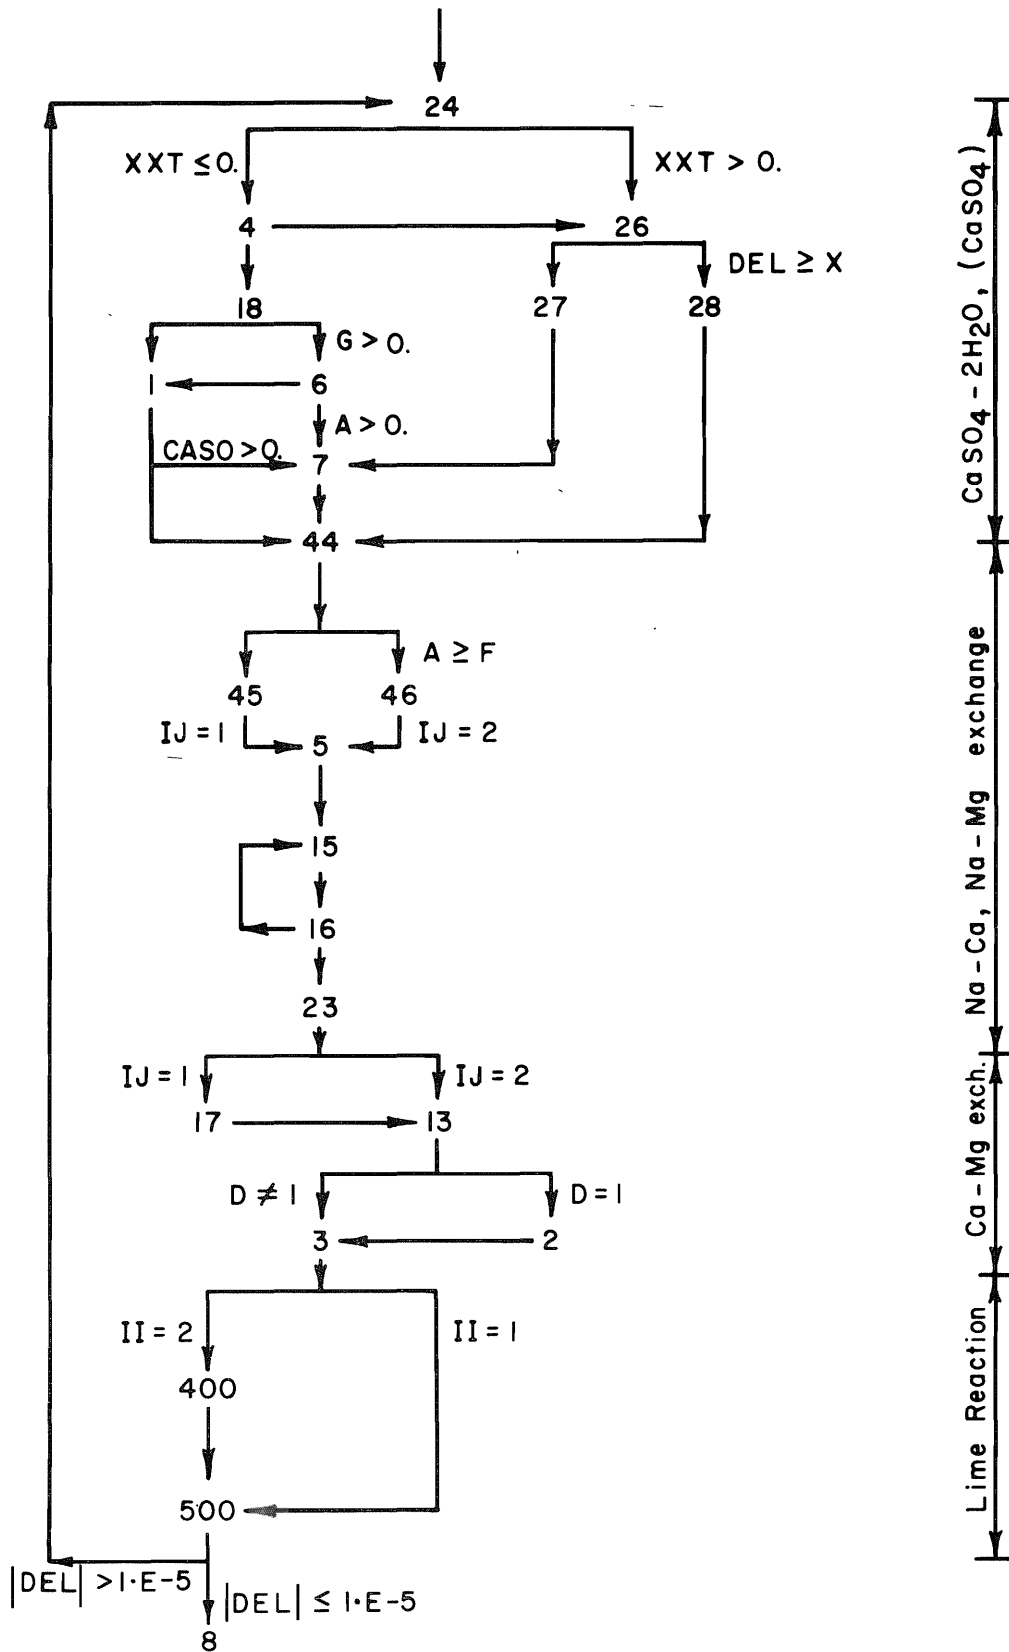 24
XXT ≤ 0.
XXT > 0.
4
26
DEL ≥ X
18
27
28
G > 0.
1
6
A > 0.
CASO > 0.
7
44
A ≥ F
45
46
IJ = 1
IJ = 2
5
15
16
23
IJ = 1
IJ = 2
17
13
D ≠ 1
D = 1
3
2
II = 2
II = 1
400
500
|DEL| > 1·E-5
|DEL| ≤ 1·E-5
8
CaSO4 - 2H2O, (CaSO4)
Na - Ca, Na - Mg exchange
Ca - Mg exch.
Lime Reaction